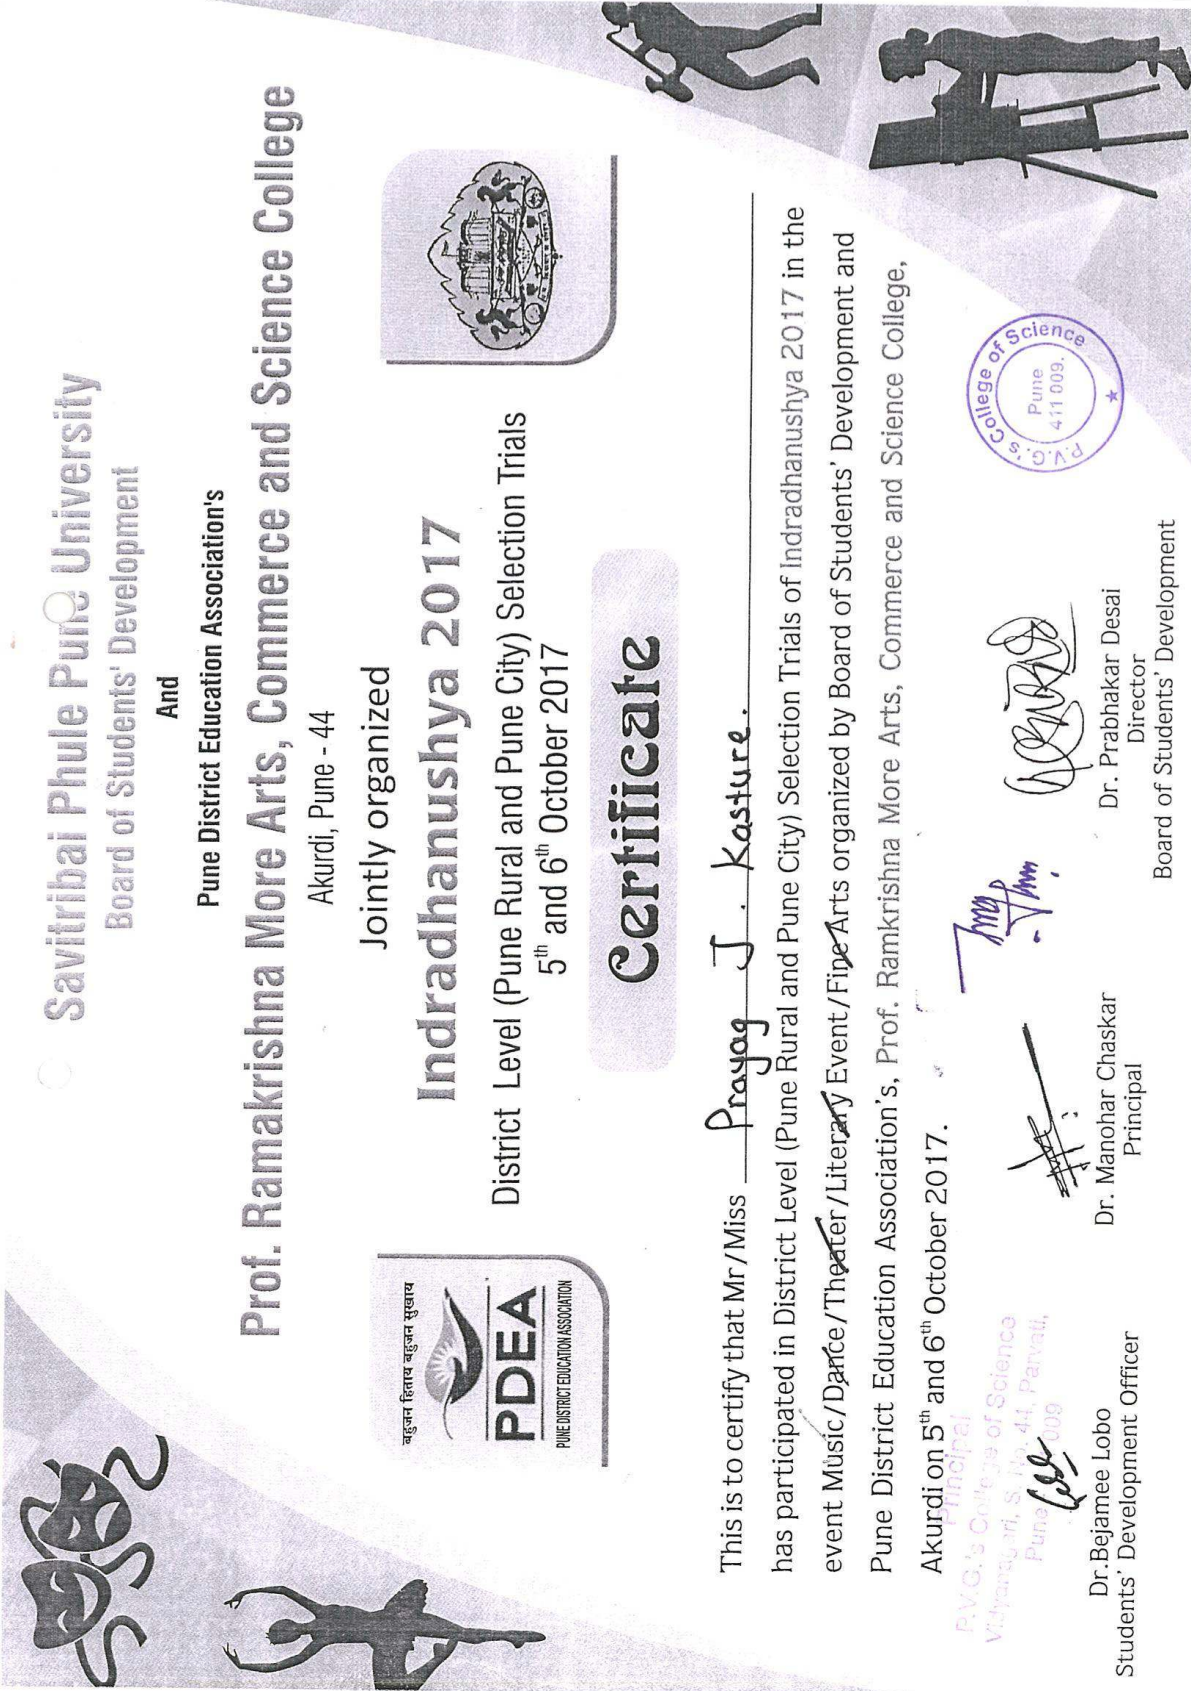 Savitribai Phule Pune University
Board of Students' Development
And
Pune District Education Association's
Prof. Ramakrishna More Arts, Commerce and Science College
Akurdi, Pune - 44
Jointly organized
Indradhanushya 2017
District Level (Pune Rural and Pune City) Selection Trials
5th and 6th October 2017
बहुजन हिताय बहुजन सुखाय
PDEA
PUNE DISTRICT EDUCATION ASSOCIATION
Certificate
This is to certify that Mr/Miss Prayag J. Kasture.
has participated in District Level (Pune Rural and Pune City) Selection Trials of Indradhanushya 2017 in the
event Music/Dance/Theater/Literary Event/Fine Arts organized by Board of Students' Development and
Pune District Education Association's, Prof. Ramkrishna More Arts, Commerce and Science College,
Akurdi on 5th and 6th October 2017.
Principal
P.V.G.'s College of Science
S. No. 44, Parvati,
Pune 009
P.V.G.'s College of Science
Pune
411 009.
Dr.Bejamee Lobo
Students' Development Officer
Dr. Manohar Chaskar
Principal
Dr. Prabhakar Desai
Director
Board of Students' Development